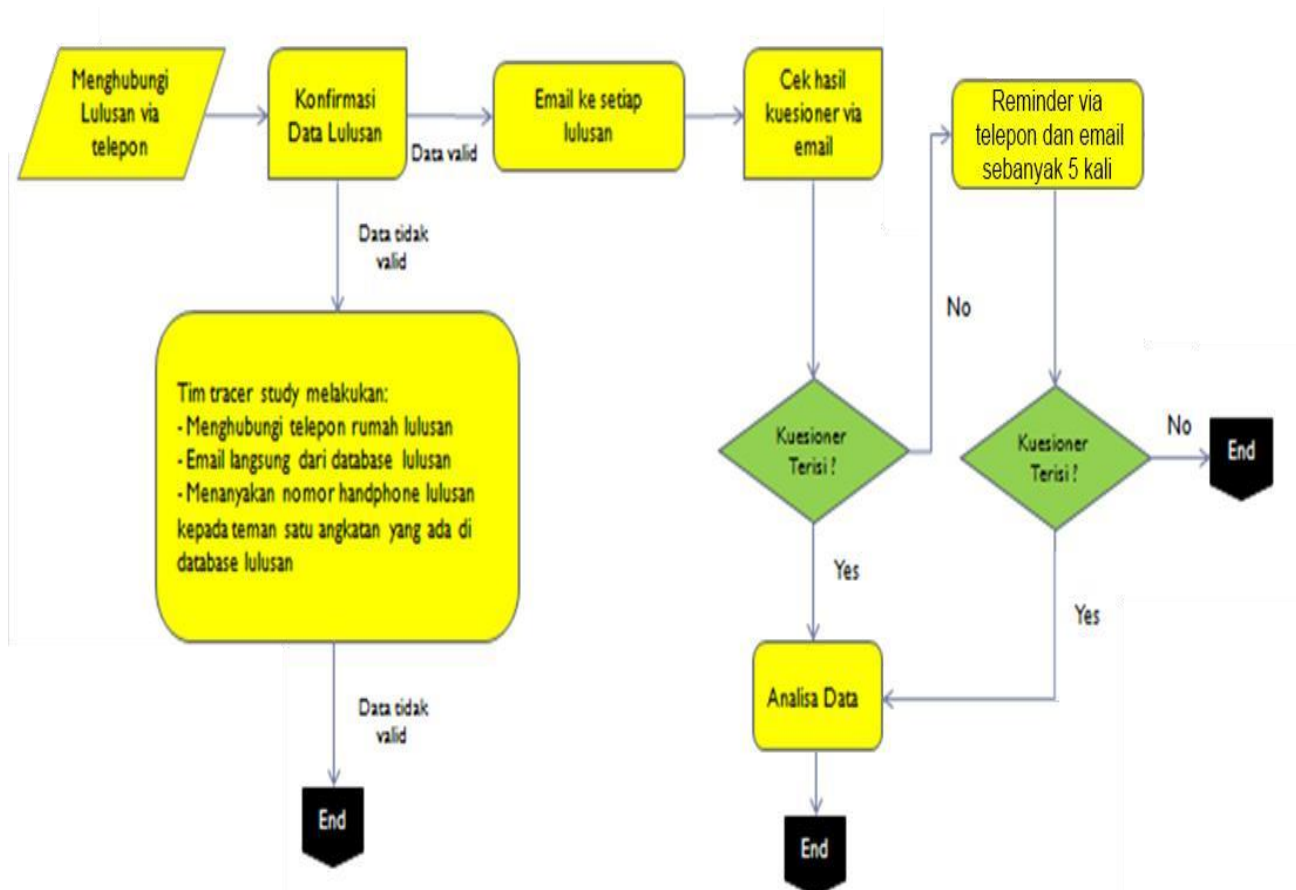 Menghubungi
Lulusan via
telepon
Konfirmasi
Data Lulusan
Data valid
Email ke setiap
lulusan
Cek hasil
kuesioner via
email
Reminder via
telepon dan email
sebanyak 5 kali
Data tidak
valid
No
Tim tracer study melakukan:
- Menghubungi telepon rumah lulusan
- Email langsung dari database lulusan
- Menanyakan nomor handphone lulusan
kepada teman satu angkatan yang ada di
database lulusan
Kuesioner
Terisi ?
Kuesioner
Terisi ?
No
End
Yes
Yes
Analisa Data
Data tidak
valid
End
End